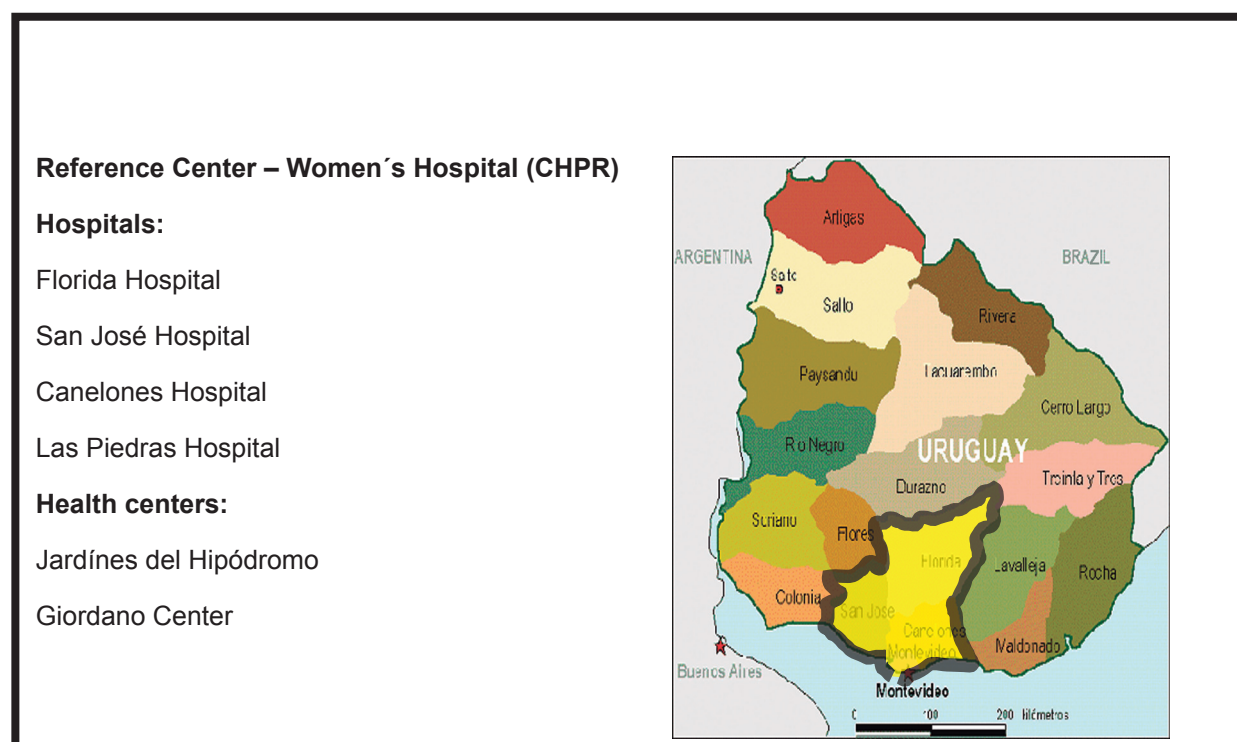 Reference Center – Women´s Hospital (CHPR)
Hospitals:
Florida Hospital
San José Hospital
Canelones Hospital
Las Piedras Hospital
Health centers:
Jardínes del Hipódromo
Giordano Center
Artigas
ARGENTINA
BRAZIL
Salto
Salto
Rivera
Paysandu
Tacuarembo
Cerro Largo
Rio Negro
URUGUAY
Durazno
Treinta y Tres
Soriano
Flores
Florida
Lavalleja
Rocha
Colonia
San Jose
Canelones
Montevideo
Maldonado
Buenos Aires
Montevideo
0 100 200 kilómetros